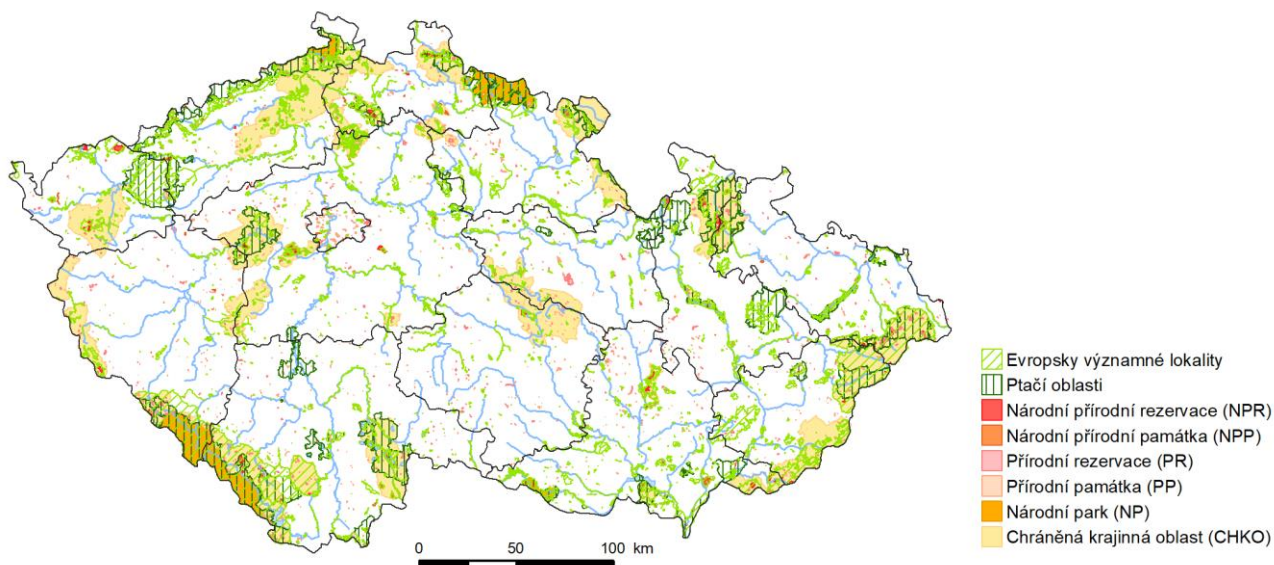 Evropsky významné lokality
Ptačí oblasti
Národní přírodní rezervace (NPR)
Národní přírodní památka (NPP)
Přírodní rezervace (PR)
Přírodní památka (PP)
Národní park (NP)
Chráněná krajinná oblast (CHKO)
0 50 100 km